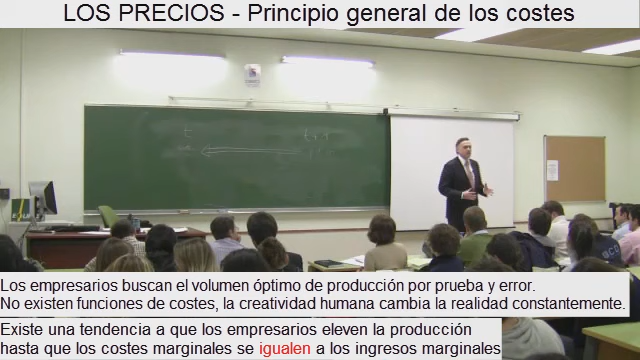 LOS PRECIOS - Principio general de los costes
Los empresarios buscan el volumen óptimo de producción por prueba y error.
No existen funciones de costes, la creatividad humana cambia la realidad constantemente.
Existe una tendencia a que los empresarios eleven la producción
hasta que los costes marginales se igualen a los ingresos marginales